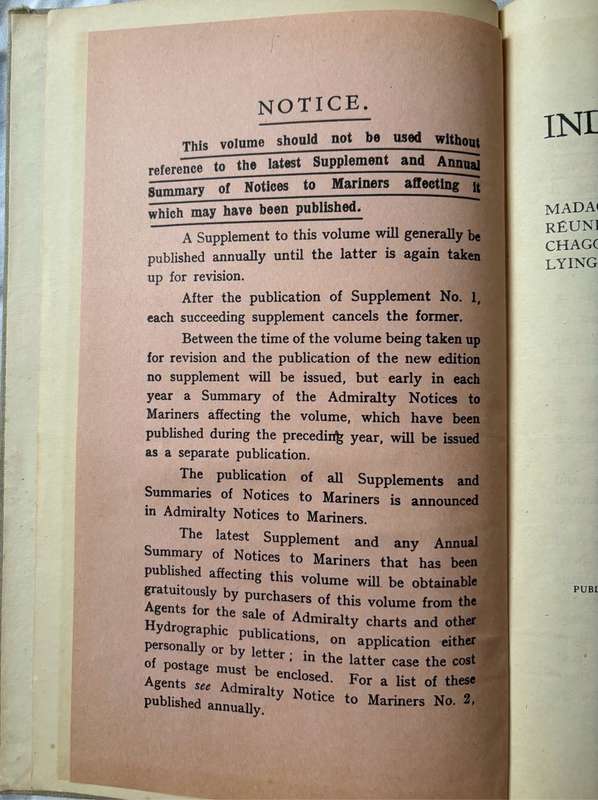 NOTICE.
This volume should not be used without
reference to the latest Supplement and Annual
Summary of Notices to Mariners affecting it
which may have been published.
A Supplement to this volume will generally be
published annually until the latter is again taken
up for revision.
After the publication of Supplement No. 1,
each succeeding supplement cancels the former.
Between the time of the volume being taken up
for revision and the publication of the new edition
no supplement will be issued, but early in each
year a Summary of the Admiralty Notices to
Mariners affecting the volume, which have been
published during the preceding year, will be issued
as a separate publication.
The publication of all Supplements and
Summaries of Notices to Mariners is announced
in Admiralty Notices to Mariners.
The latest Supplement and any Annual
Summary of Notices to Mariners that has been
published affecting this volume will be obtainable
gratuitously by purchasers of this volume from the
Agents for the sale of Admiralty charts and other
Hydrographic publications, on application either
personally or by letter ; in the latter case the cost
of postage must be enclosed. For a list of these
Agents see Admiralty Notice to Mariners No. 2,
published annually.
IND
MADAG
RÉUN
CHAGO
LYING
PUBL